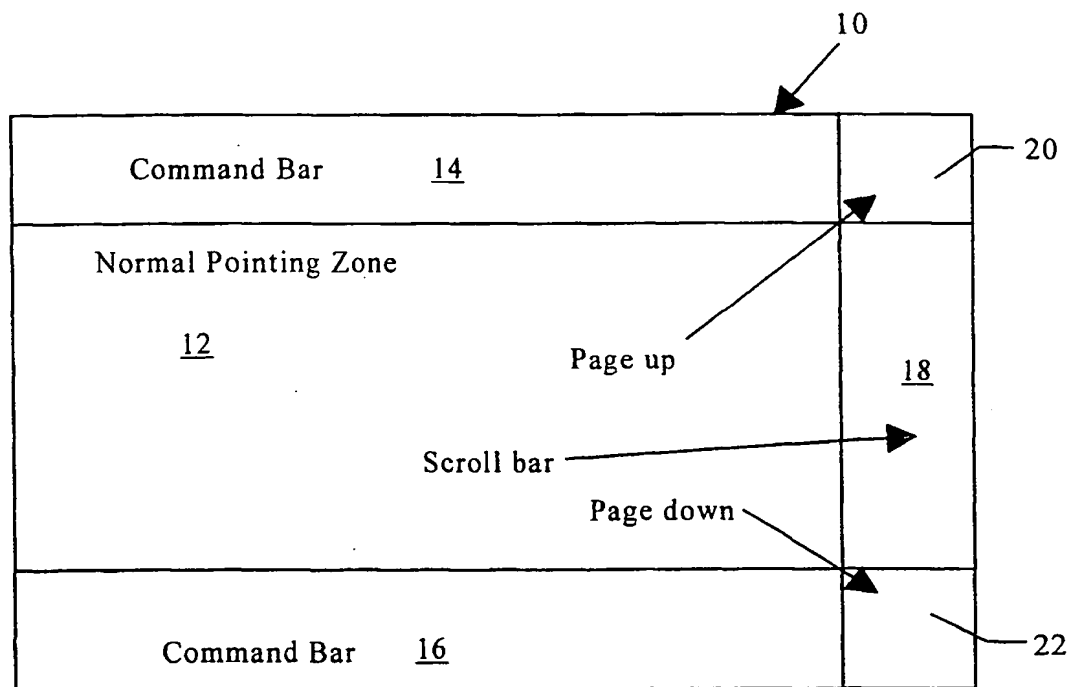 10
Command Bar 14
20
Normal Pointing Zone
12
Page up
18
Scroll bar
Page down
Command Bar 16
22